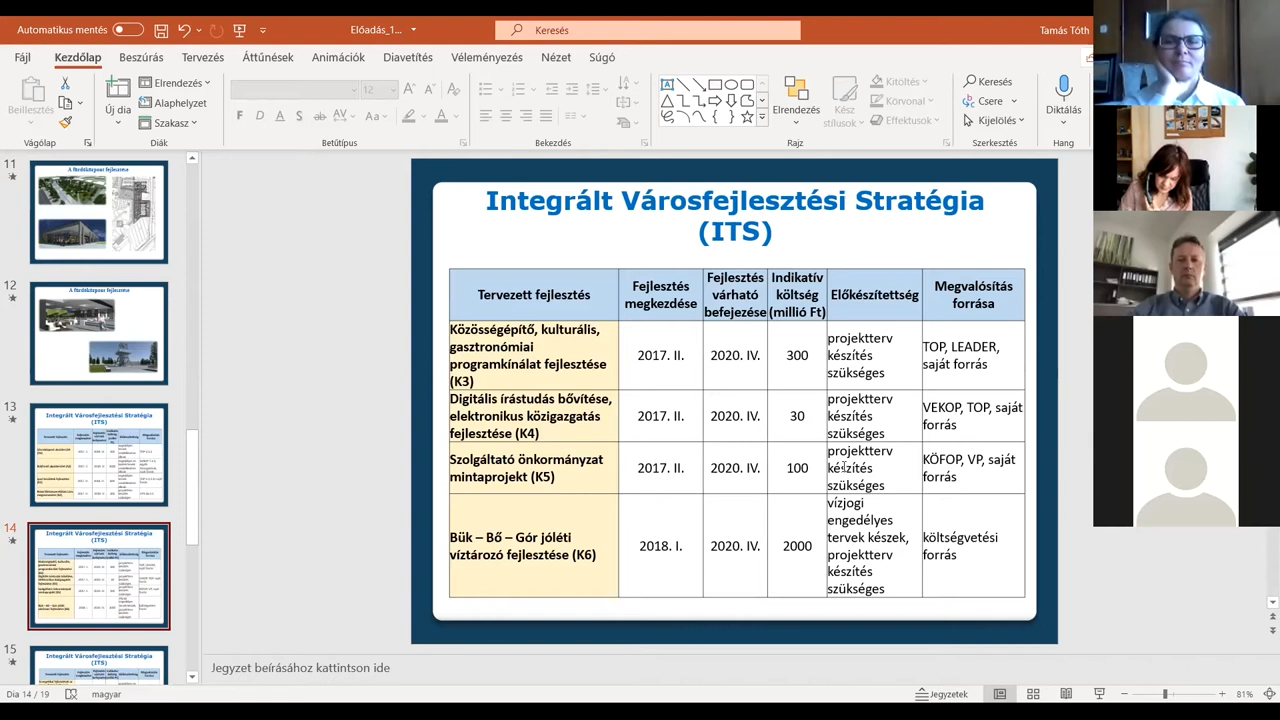 Automatikus mentés
Előadás_1...
Keresés
Tamás Tóth
Fájl
Kezdőlap
Beszúrás
Tervezés
Áttűnések
Animációk
Diavetítés
Véleményezés
Nézet
Súgó
Beillesztés
Új dia
Elrendezés
Alaphelyzet
Szakasz
12
F
D
A
S
ab
AV
Aa
Elrendezés
Kész
stílusok
Kitöltés
Körvonal
Effektusok
Keresés
Csere
Kijelölés
Diktálás
Vágólap
Diák
Betűtípus
Bekezdés
Rajz
Szerkesztés
Hang
11
A fürdőközpont fejlesztése
12
13
Integrált Városfejlesztési Stratégia
(ITS)
14
Integrált Városfejlesztési Stratégia
(ITS)
15
Integrált Városfejlesztési Stratégia
(ITS)
Integrált Városfejlesztési Stratégia
(ITS)
Tervezett fejlesztés
Fejlesztés
megkezdése
Fejlesztés
várható
befejezése
Indikatív
költség
(millió Ft)
Előkészítettség
Megvalósítás
forrása
Közösségépítő, kulturális,
gasztronómiai
programkínálat fejlesztése
(K3)
2017. II.
2020. IV.
300
projektterv
készítés
szükséges
TOP, LEADER,
saját forrás
Digitális írástudás bővítése,
elektronikus közigazgatás
fejlesztése (K4)
2017. II.
2020. IV.
30
projektterv
készítés
szükséges
VEKOP, TOP, saját
forrás
Szolgáltató önkormányzat
mintaprojekt (K5)
2017. II.
2020. IV.
100
projektterv
készítés
szükséges
KÖFOP, VP, saját
forrás
Bük – Bő – Gór jóléti
víztározó fejlesztése (K6)
2018. I.
2020. IV.
2000
vízjogi
engedélyes
tervek készek,
projektterv
készítés
szükséges
költségvetési
forrás
Jegyzet beírásához kattintson ide
Dia 14 / 19
magyar
Jegyzetek
81%